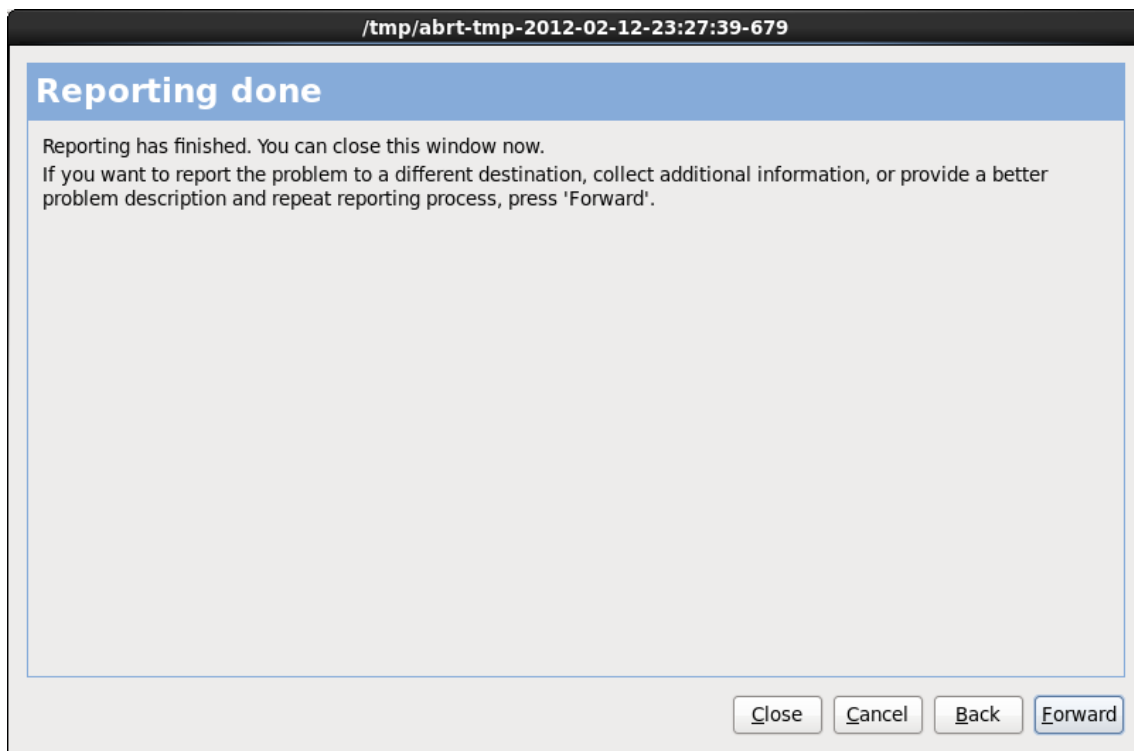 /tmp/abrt-tmp-2012-02-12-23:27:39-679
Reporting done
Reporting has finished. You can close this window now.
If you want to report the problem to a different destination, collect additional information, or provide a better
problem description and repeat reporting process, press 'Forward'.
Close Cancel Back Forward